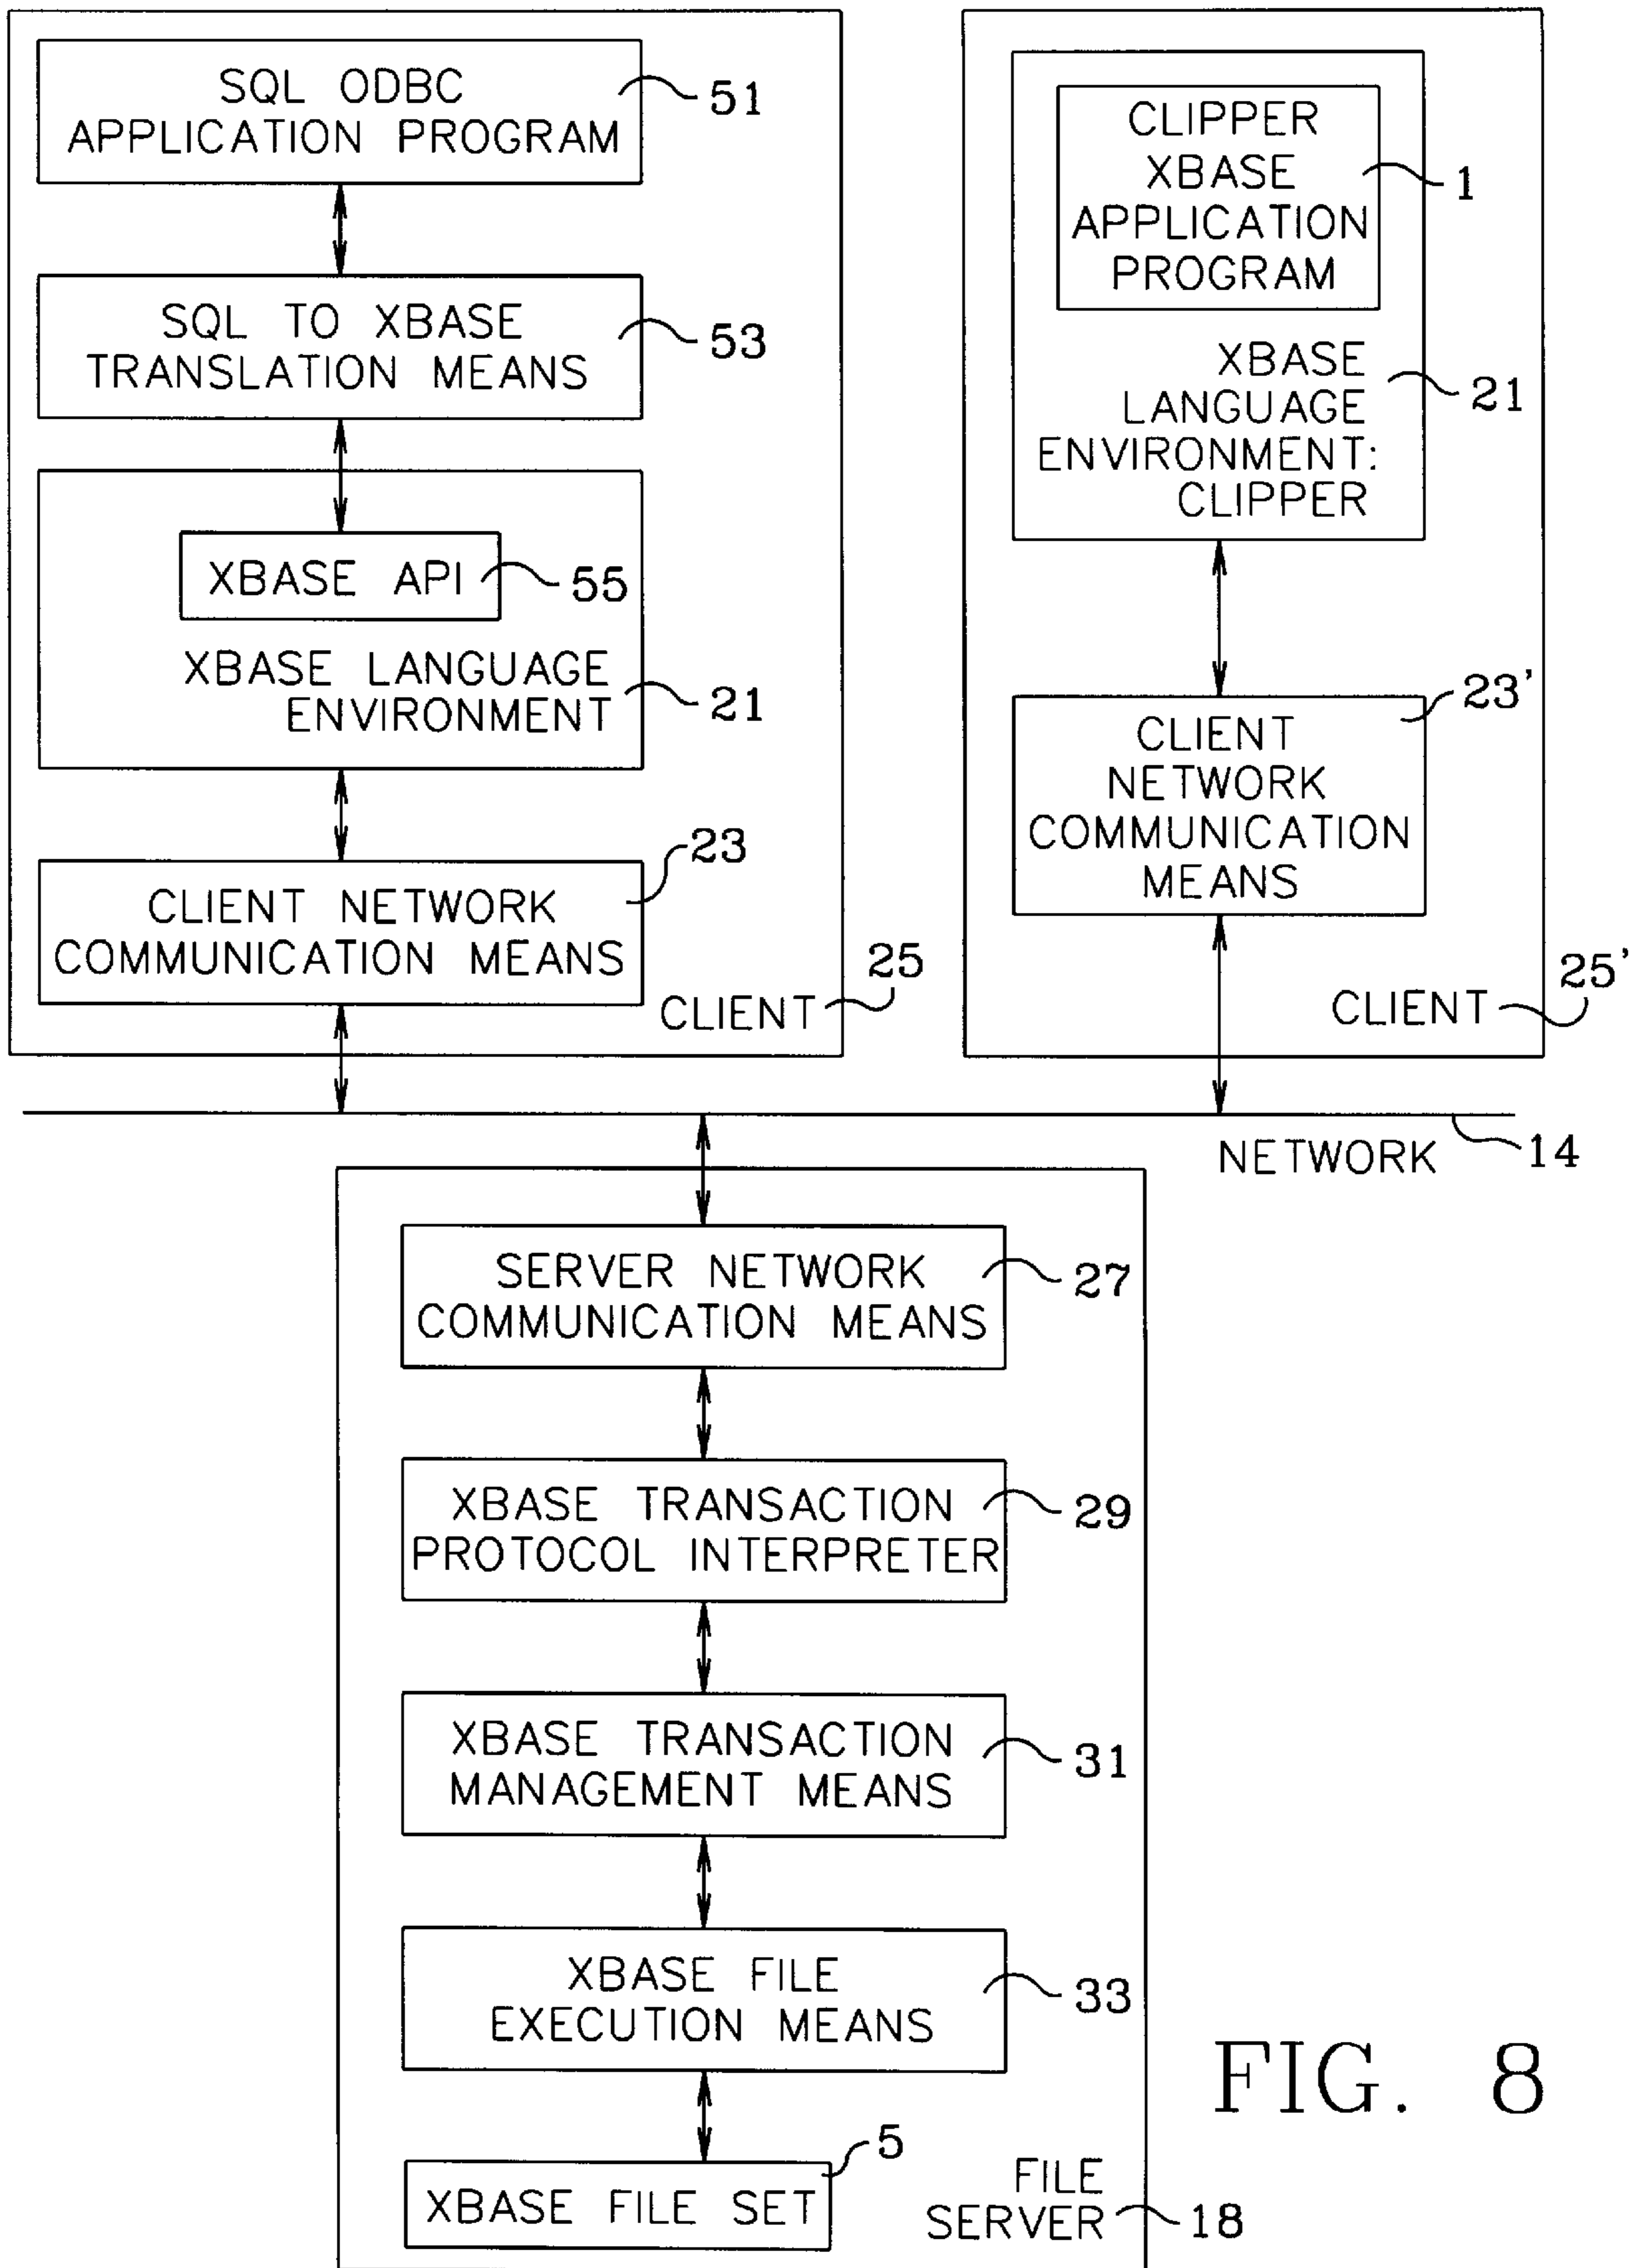 SQL ODBC
APPLICATION PROGRAM
51
SQL TO XBASE
TRANSLATION MEANS
53
XBASE API
55
XBASE LANGUAGE
ENVIRONMENT
21
23
CLIENT NETWORK
COMMUNICATION MEANS
CLIENT
25
CLIPPER
XBASE
APPLICATION
PROGRAM
1
XBASE
LANGUAGE
ENVIRONMENT:
CLIPPER
21
23'
CLIENT
NETWORK
COMMUNICATION
MEANS
CLIENT
25'
NETWORK
14
SERVER NETWORK
COMMUNICATION MEANS
27
XBASE TRANSACTION
PROTOCOL INTERPRETER
29
XBASE TRANSACTION
MANAGEMENT MEANS
31
XBASE FILE
EXECUTION MEANS
33
5
XBASE FILE SET
FILE
SERVER
18
FIG. 8